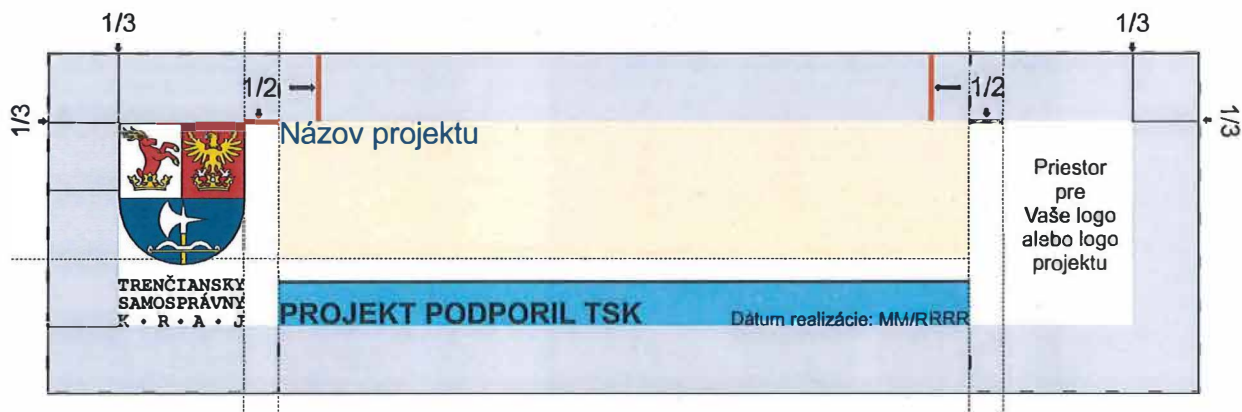 1/3
1/3
1/2
1/2
1/3
1/3
Názov projektu
Priestor
pre
Vaše logo
alebo logo
projektu
TRENČIANSKY
SAMOSPRÁVNY
K · R · A · J
PROJEKT PODPORIL TSK
Dátum realizácie: MM/RRRR